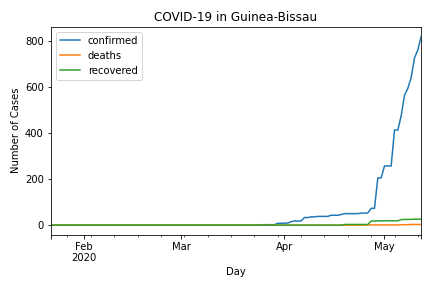 COVID-19 in Guinea-Bissau
confirmed
deaths
recovered
Number of Cases
800
600
400
200
0
Feb
2020
Mar
Apr
May
Day